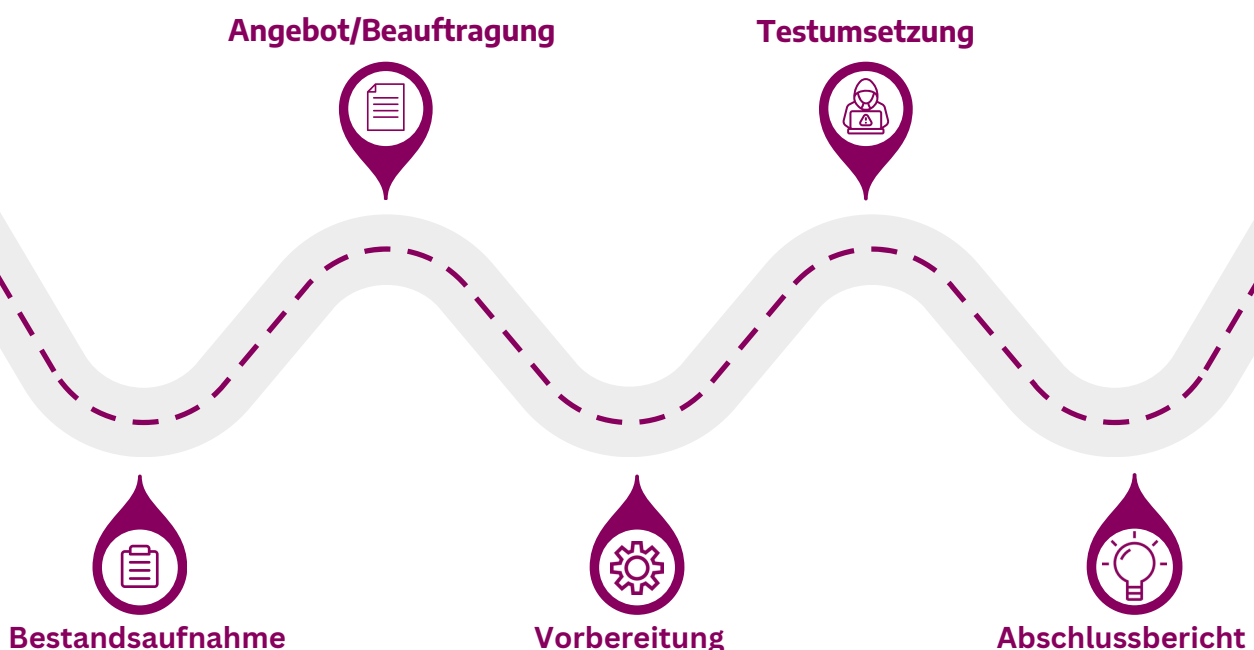 Angebot/Beauftragung
Testumsetzung
Bestandsaufnahme
Vorbereitung
Abschlussbericht